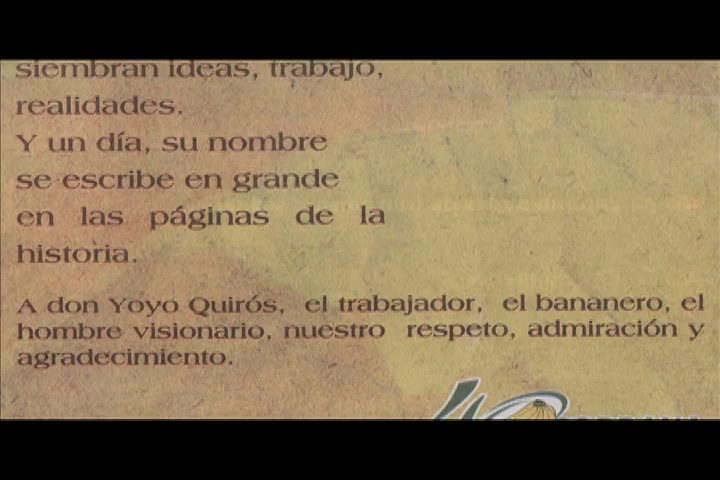 siembran ideas, trabajo,
realidades.
Y un día, su nombre
se escribe en grande
en las páginas de la
historia.
A don Yoyo Quirós, el trabajador, el bananero, el
hombre visionario, nuestro respeto, admiración y
agradecimiento.